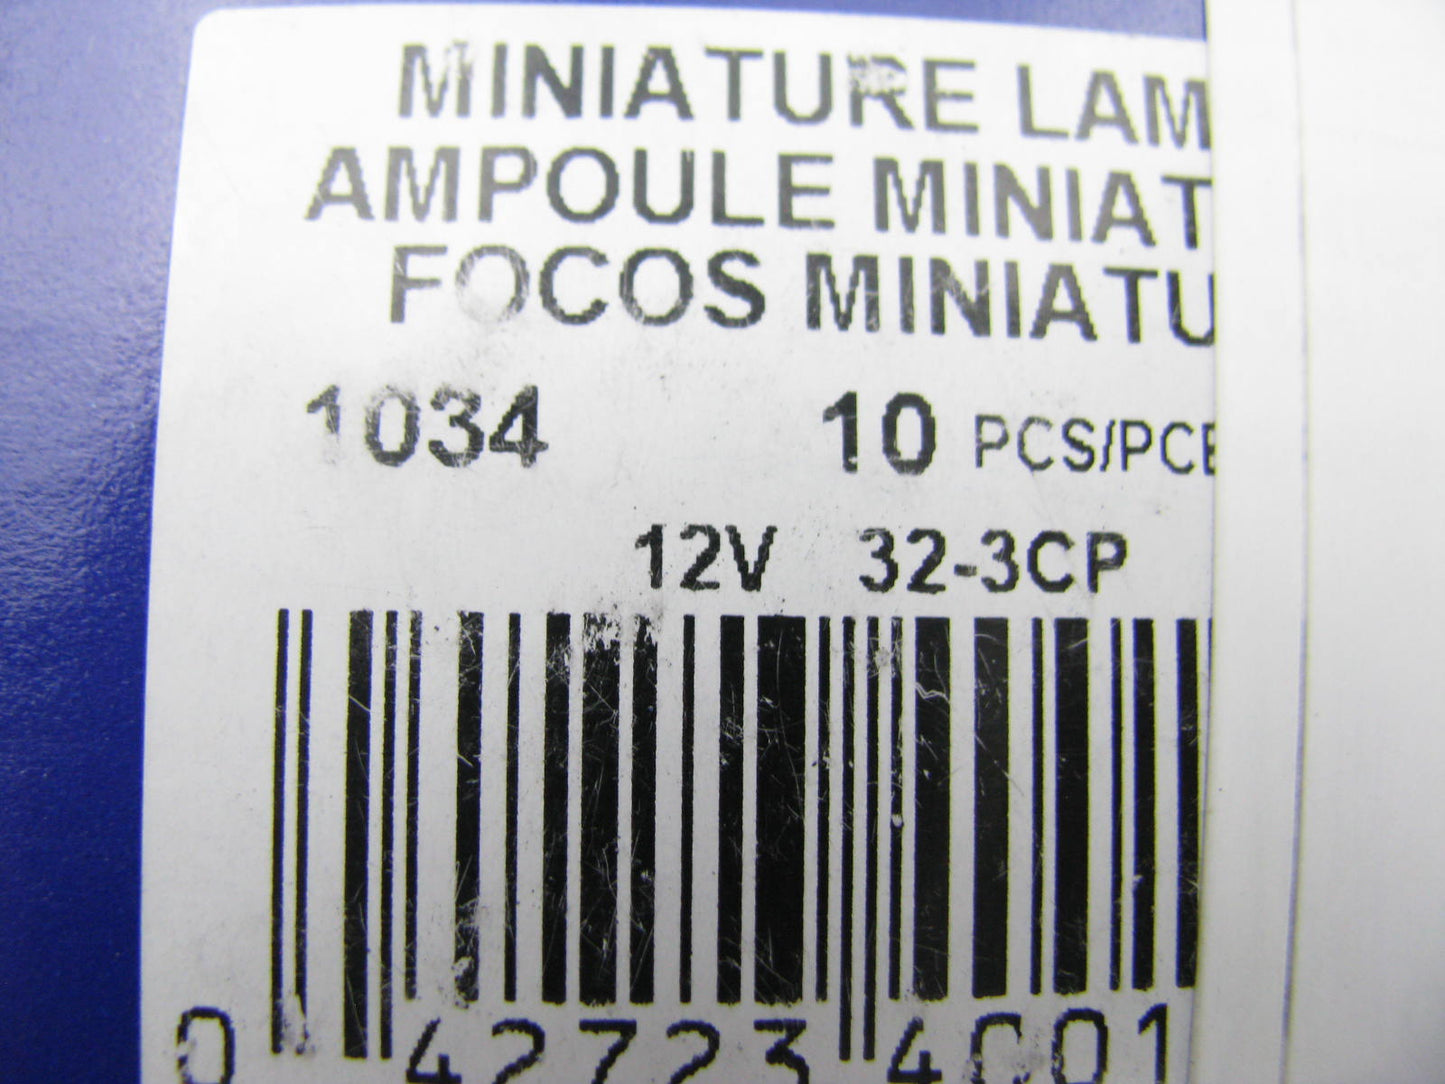 MINIATURE LAM
AMPOULE MINIAT
FOCOS MINIATU
1034 10 PCS/PCE
12V 32-3CP
0 42723 4001